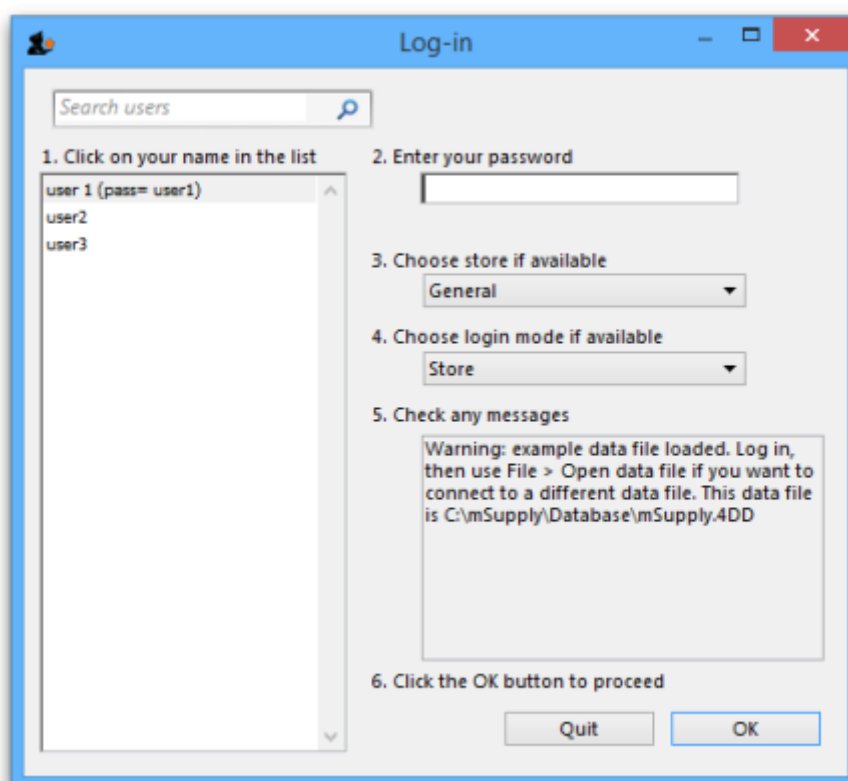 Log-in
Search users
1. Click on your name in the list
user 1 (pass= user1)
user2
user3
2. Enter your password
3. Choose store if available
General
4. Choose login mode if available
Store
5. Check any messages
Warning: example data file loaded. Log in,
then use File > Open data file if you want to
connect to a different data file. This data file
is C:\mSupply\Database\mSupply.4DD
6. Click the OK button to proceed
Quit
OK